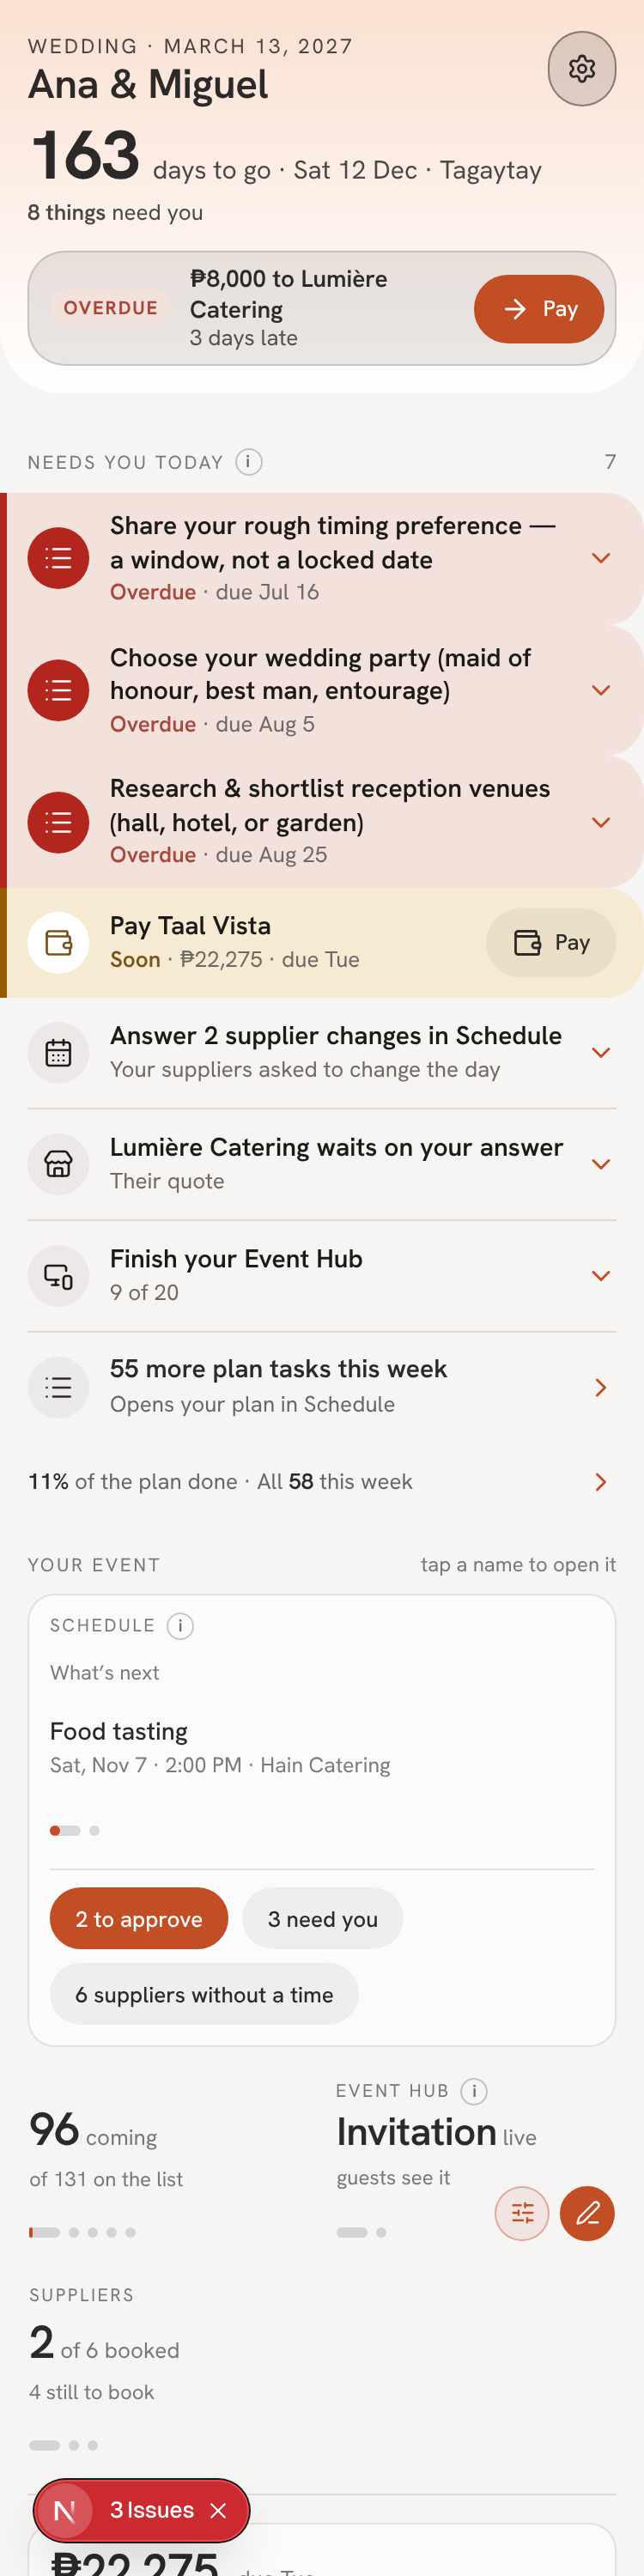 WEDDING · MARCH 13, 2027
Ana & Miguel
163 days to go · Sat 12 Dec · Tagaytay
8 things need you
OVERDUE
₱8,000 to Lumière
Catering
3 days late
Pay
NEEDS YOU TODAY i
7
Share your rough timing preference —
a window, not a locked date
Overdue · due Jul 16
Choose your wedding party (maid of
honour, best man, entourage)
Overdue · due Aug 5
Research & shortlist reception venues
(hall, hotel, or garden)
Overdue · due Aug 25
Pay Taal Vista
Soon · ₱22,275 · due Tue
Pay
Answer 2 supplier changes in Schedule
Your suppliers asked to change the day
Lumière Catering waits on your answer
Their quote
Finish your Event Hub
9 of 20
55 more plan tasks this week
Opens your plan in Schedule
11% of the plan done · All 58 this week
YOUR EVENT
tap a name to open it
SCHEDULE i
What’s next
Food tasting
Sat, Nov 7 · 2:00 PM · Hain Catering
2 to approve
3 need you
6 suppliers without a time
96 coming
of 131 on the list
EVENT HUB i
Invitation live
guests see it
SUPPLIERS
2 of 6 booked
4 still to book
N 3 Issues
₱22,275 due Tue